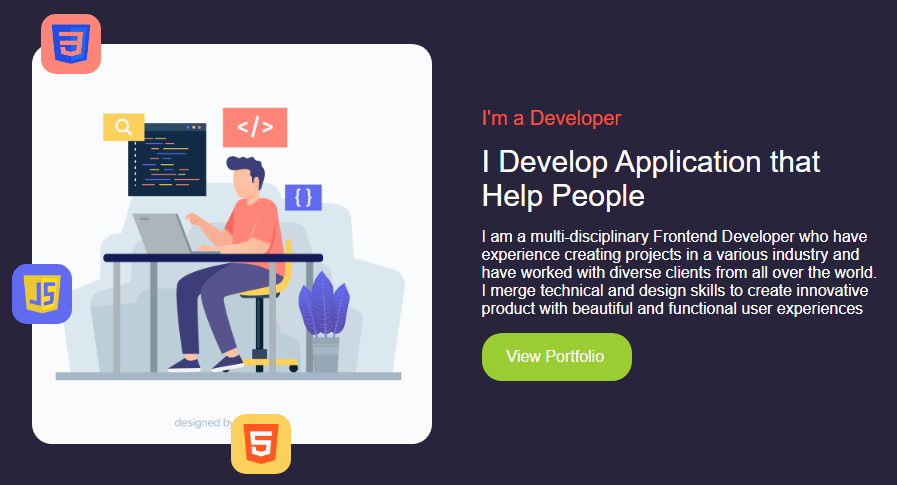 3
</>
{ }
I'm a Developer
I Develop Application that
Help People
I am a multi-disciplinary Frontend Developer who have
experience creating projects in a various industry and
have worked with diverse clients from all over the world.
I merge technical and design skills to create innovative
product with beautiful and functional user experiences
View Portfolio
JS
designed by
5